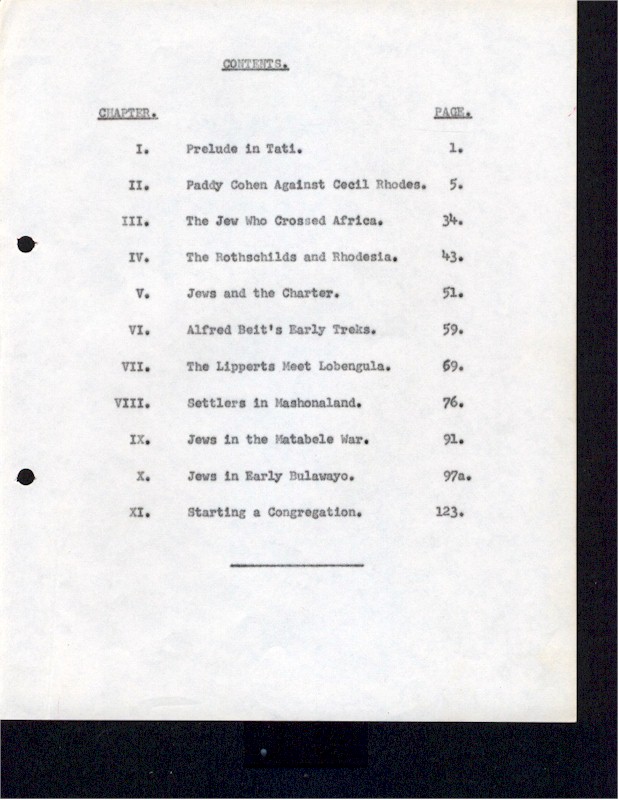 CONTENTS.
CHAPTER. PAGE.
I. Prelude in Tati. 1.
II. Paddy Cohen Against Cecil Rhodes. 5.
III. The Jew Who Crossed Africa. 34.
IV. The Rothschilds and Rhodesia. 43.
V. Jews and the Charter. 51.
VI. Alfred Beit's Early Treks. 59.
VII. The Lipperts Meet Lobengula. 69.
VIII. Settlers in Mashonaland. 76.
IX. Jews in the Matabele War. 91.
X. Jews in Early Bulawayo. 97a.
XI. Starting a Congregation. 123.